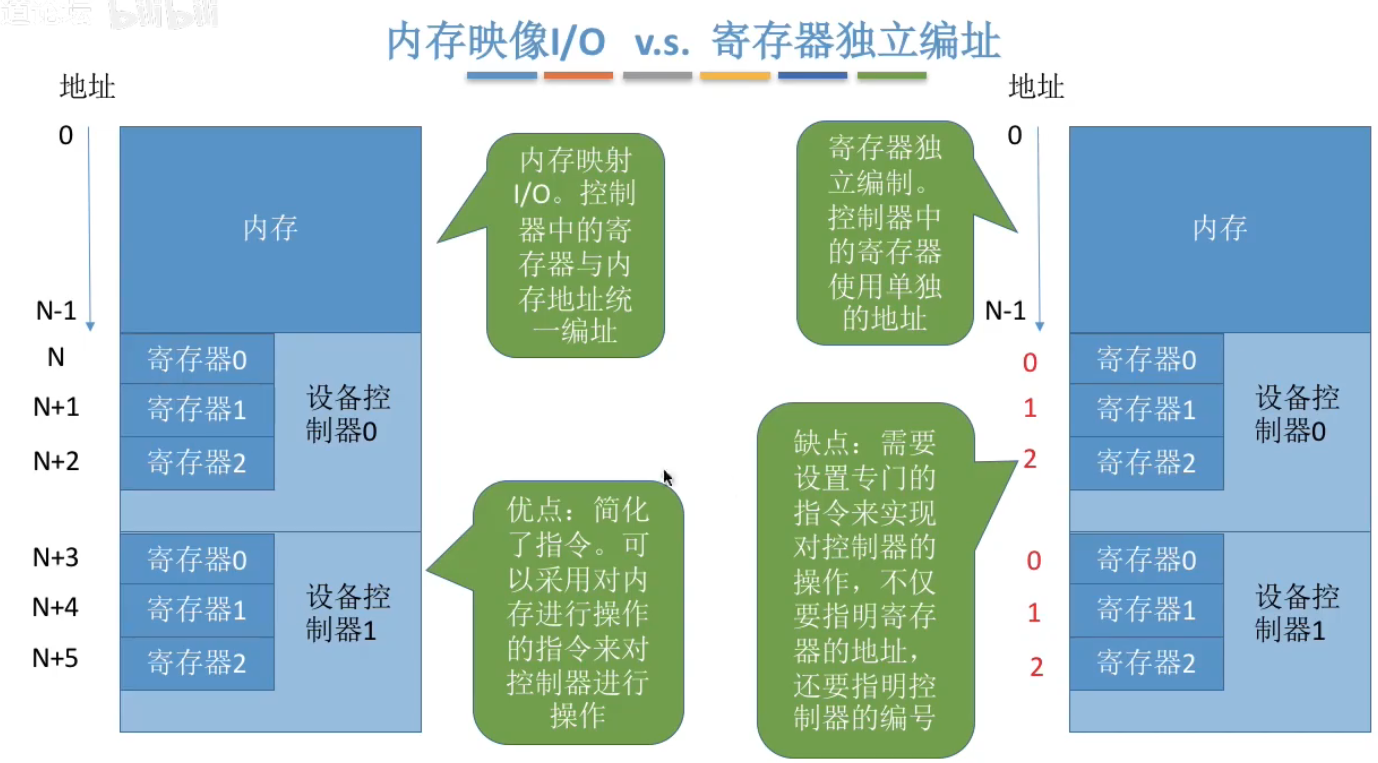 道论坛 bilibili
内存映像I/O v.s. 寄存器独立编址
地址
0
N-1
N
N+1
N+2
N+3
N+4
N+5
内存
寄存器0
寄存器1
寄存器2
设备控
制器0
寄存器0
寄存器1
寄存器2
设备控
制器1
内存映射
I/O。控制
器中的寄
存器与内
存地址统
一编址
优点：简化
了指令。可
以采用对内
存进行操作
的指令来对
控制器进行
操作
寄存器独
立编制。
控制器中
的寄存器
使用单独
的地址
缺点：需要
设置专门的
指令来实现
对控制器的
操作，不仅
要指明寄存
器的地址，
还要指明控
制器的编号
地址
0
N-1
0
1
2
0
1
2
内存
寄存器0
寄存器1
寄存器2
设备控
制器0
寄存器0
寄存器1
寄存器2
设备控
制器1